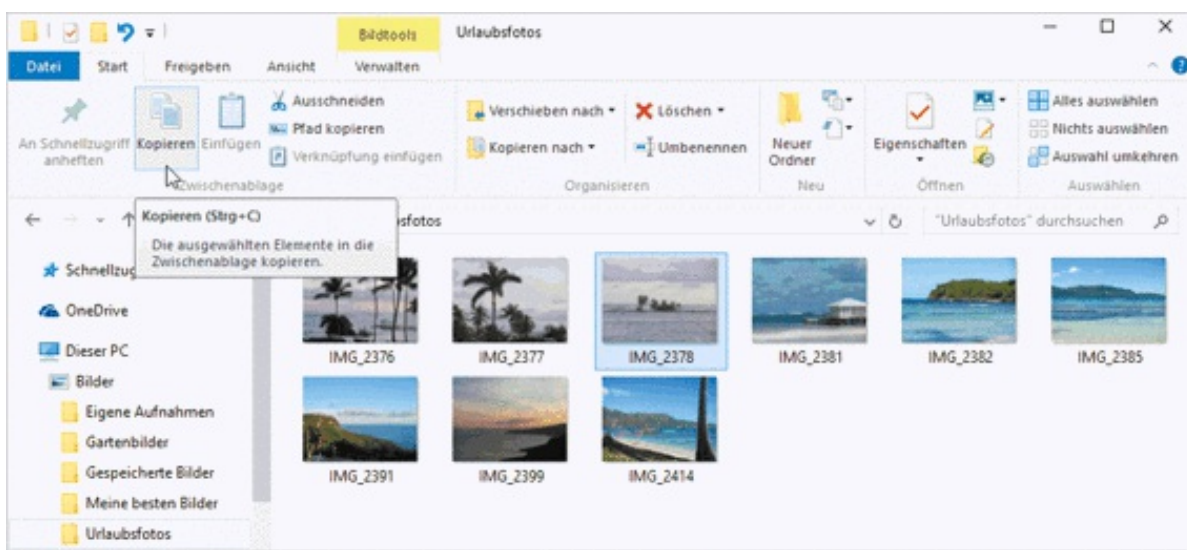 Bildtools
Urlaubsfotos
Datei
Start
Freigeben
Ansicht
Verwalten
An Schnellzugriff
anheften
Kopieren
Einfügen
Ausschneiden
Pfad kopieren
Verknüpfung einfügen
Zwischenablage
Verschieben nach
Kopieren nach
Löschen
Umbenennen
Organisieren
Neuer
Ordner
Neu
Eigenschaften
Öffnen
Alles auswählen
Nichts auswählen
Auswahl umkehren
Auswählen
Kopieren (Strg+C)
Die ausgewählten Elemente in die
Zwischenablage kopieren.
sfotos
"Urlaubsfotos" durchsuchen
Schnellzug
OneDrive
Dieser PC
Bilder
Eigene Aufnahmen
Gartenbilder
Gespeicherte Bilder
Meine besten Bilder
Urlaubsfotos
IMG_2376
IMG_2377
IMG_2378
IMG_2381
IMG_2382
IMG_2385
IMG_2391
IMG_2399
IMG_2414